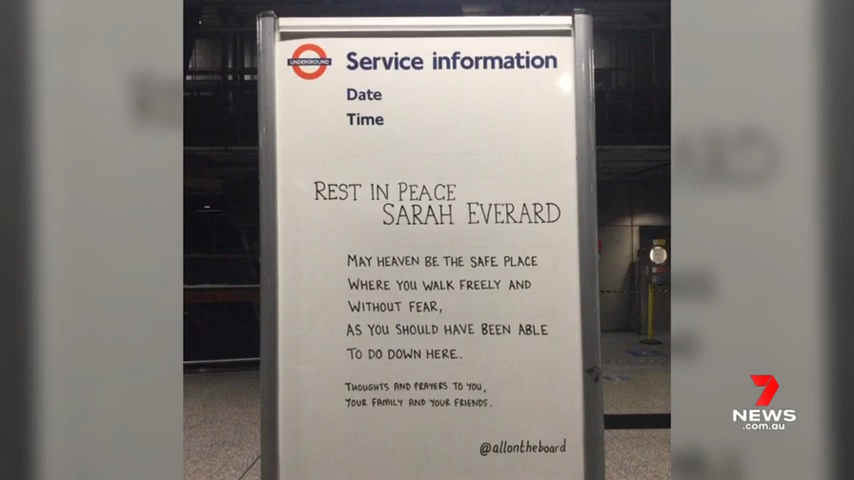 UNDERGROUND
Service information
Date
Time
REST IN PEACE
SARAH EVERARD
MAY HEAVEN BE THE SAFE PLACE
WHERE YOU WALK FREELY AND
WITHOUT FEAR,
AS YOU SHOULD HAVE BEEN ABLE
TO DO DOWN HERE.
THOUGHTS AND PRAYERS TO YOU,
YOUR FAMILY AND YOUR FRIENDS.
@allontheboard
7
NEWS
.com.au